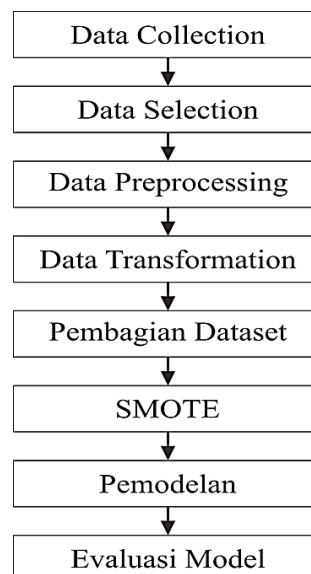 Data Collection
Data Selection
Data Preprocessing
Data Transformation
Pembagian Dataset
SMOTE
Pemodelan
Evaluasi Model